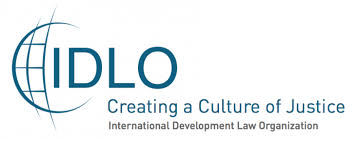 IDLO
Creating a Culture of Justice
International Development Law Organization